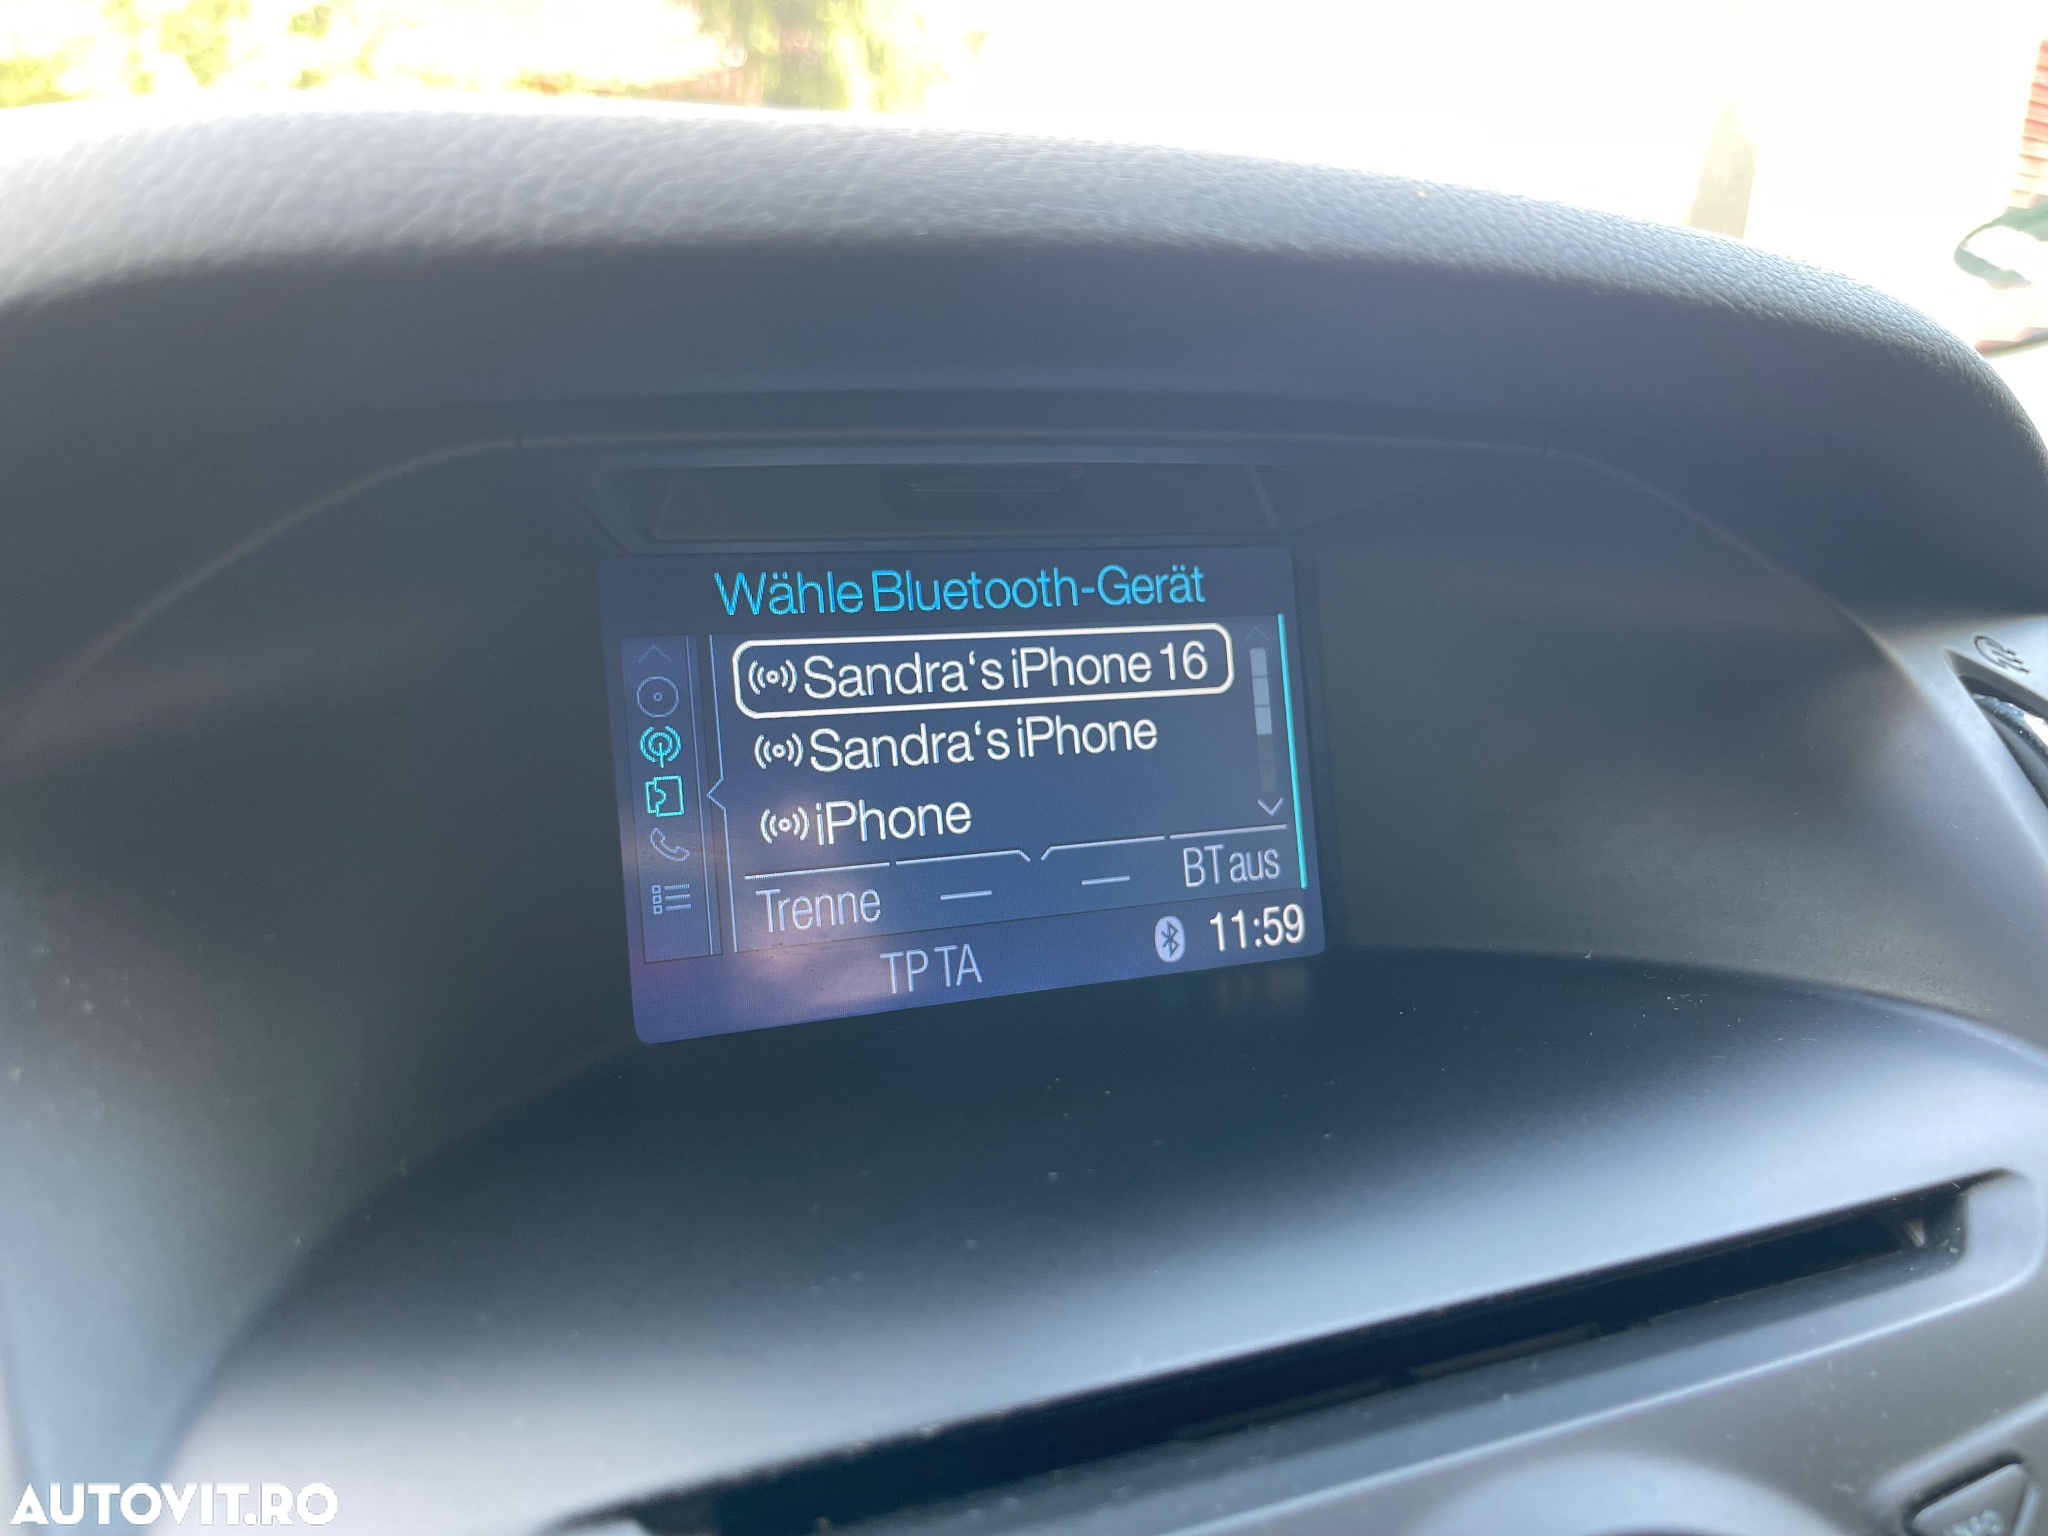 Wähle Bluetooth-Gerät
Sandra‘s iPhone 16
Sandra‘s iPhone
iPhone
Trenne — — BT aus
TP TA 11:59
AUTOVIT.RO